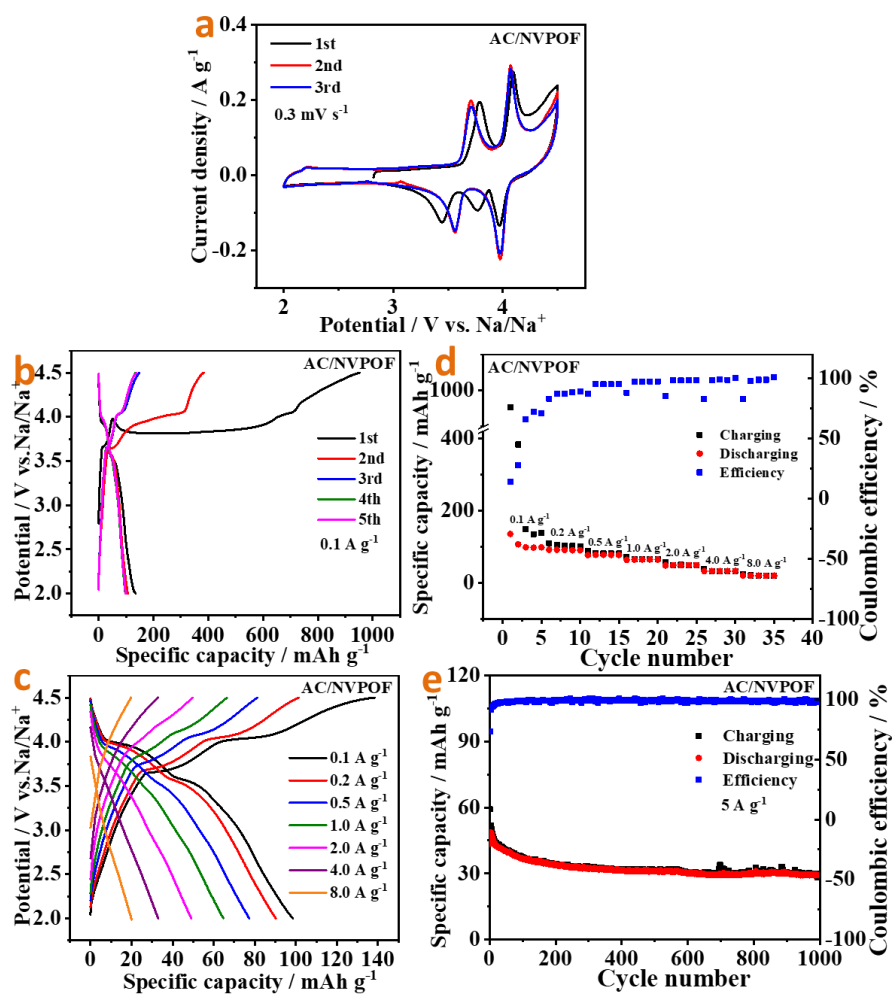 a
AC/NVPOF
1st
2nd
3rd
0.3 mV s⁻¹
0.4
0.2
0.0
-0.2
Current density / A g⁻¹
2
3
4
Potential / V vs. Na/Na⁺
b
AC/NVPOF
4.5
4.0
3.5
3.0
2.5
2.0
Potential / V vs.Na/Na⁺
1st
2nd
3rd
4th
5th
0.1 A g⁻¹
0
200
400
600
800
1000
Specific capacity / mAh g⁻¹
d
AC/NVPOF
1000
400
200
0
Specific capacity / mAh g⁻¹
Charging
Discharging
Efficiency
0.1 A g⁻¹
0.2 A g⁻¹
0.5 A g⁻¹
1.0 A g⁻¹
2.0 A g⁻¹
4.0 A g⁻¹
8.0 A g⁻¹
100
50
0
-50
-100
Coulombic efficiency / %
0
5
10
15
20
25
30
35
40
Cycle number
c
4.5
4.0
3.5
3.0
2.5
2.0
Potential / V vs.Na/Na⁺
0.1 A g⁻¹
0.2 A g⁻¹
0.5 A g⁻¹
1.0 A g⁻¹
2.0 A g⁻¹
4.0 A g⁻¹
8.0 A g⁻¹
0
20
40
60
80
100
120
140
Specific capacity / mAh g⁻¹
e
AC/NVPOF
120
105
90
60
30
0
Specific capacity / mAh g⁻¹
Charging
Discharging
Efficiency
5 A g⁻¹
100
50
0
-50
-100
Coulombic efficiency / %
0
200
400
600
800
1000
Cycle number